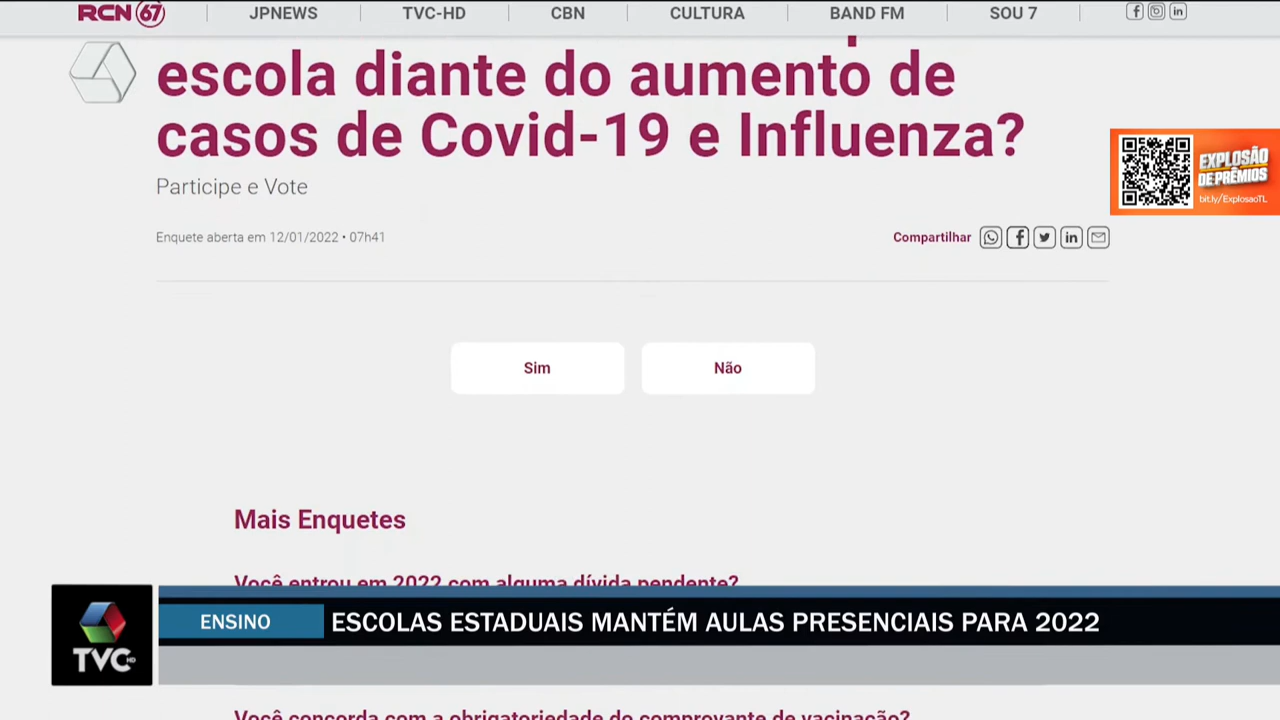 RCN 67
JPNEWS
TVC-HD
CBN
CULTURA
BAND FM
SOU 7
escola diante do aumento de
casos de Covid-19 e Influenza?
Participe e Vote
Enquete aberta em 12/01/2022 • 07h41
Compartilhar
EXPLOSÃO
DE PRÊMIOS
bit.ly/ExplosaoTL
Sim
Não
Mais Enquetes
Você entrou em 2022 com alguma dívida pendente?
ENSINO
ESCOLAS ESTADUAIS MANTÉM AULAS PRESENCIAIS PARA 2022
TVC HD
Você concorda com a obrigatoriedade do comprovante de vacinação?